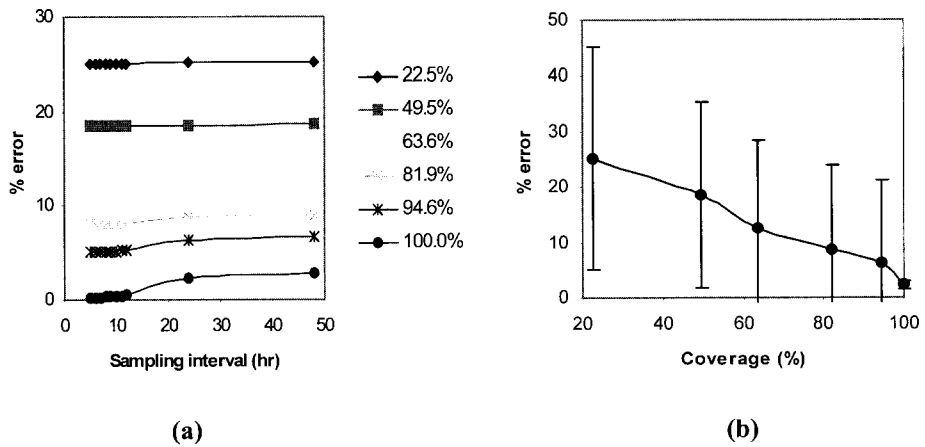 30
20
10
0
% error
0 10 20 30 40 50
Sampling interval (hr)
22.5%
49.5%
63.6%
81.9%
94.6%
100.0%
(a)
50
40
30
20
10
0
% error
20 40 60 80 100
Coverage (%)
(b)